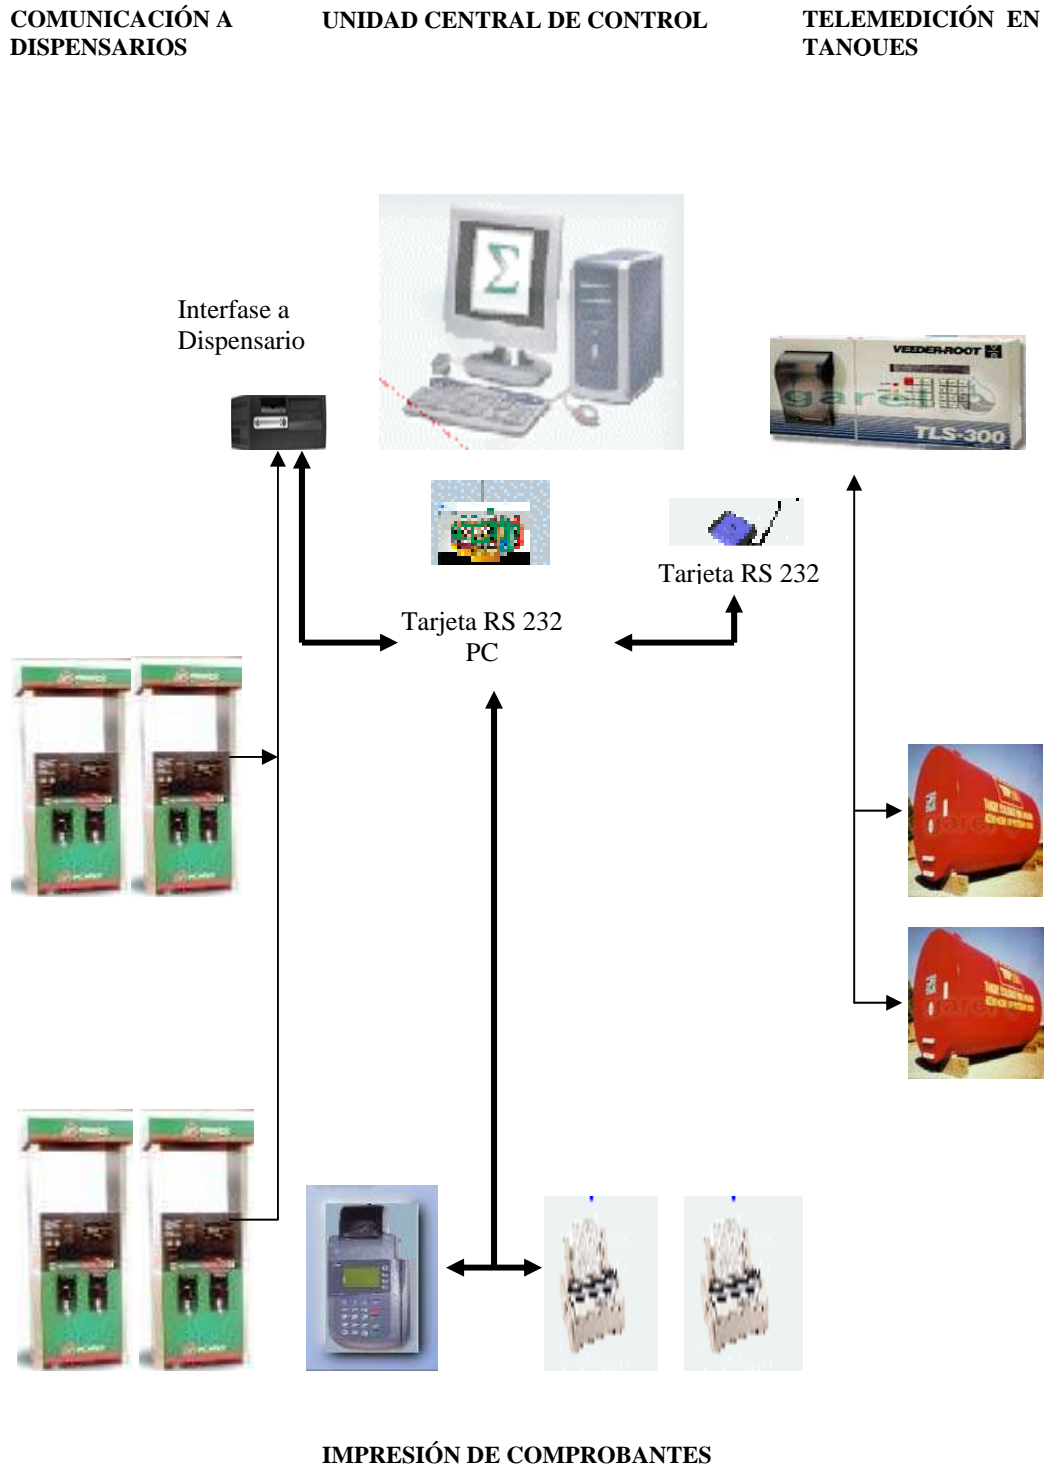 COMUNICACIÓN A
DISPENSARIOS
UNIDAD CENTRAL DE CONTROL
TELEMEDICIÓN EN
TANQUES
Interfase a
Dispensario
VEEDER-ROOT
garel
TLS-300
Tarjeta RS 232
Tarjeta RS 232
PC
IMPRESIÓN DE COMPROBANTES